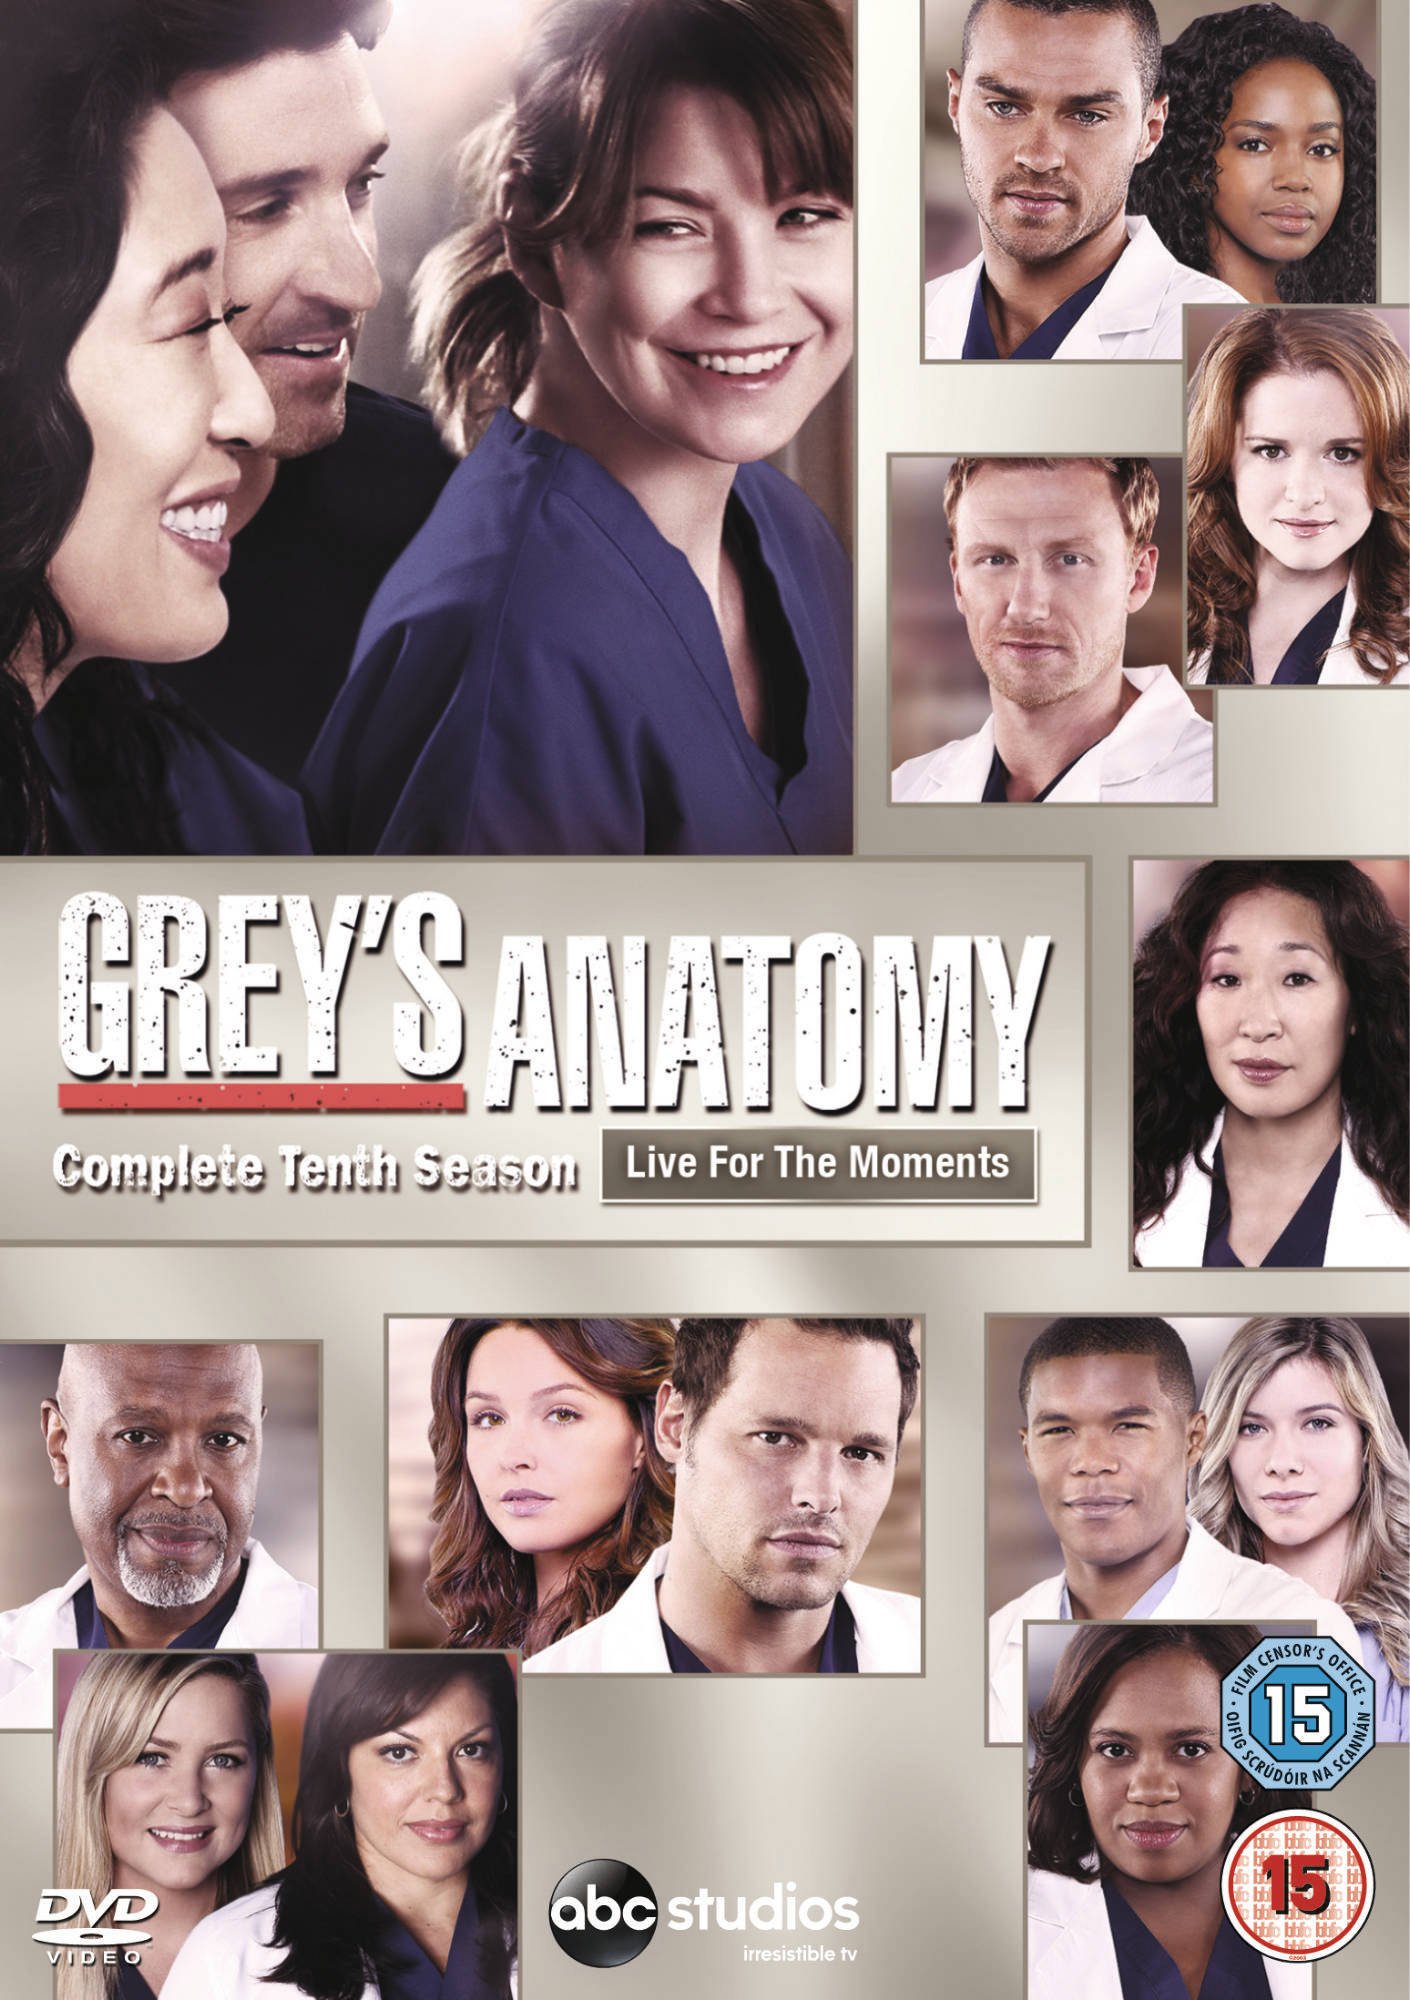 GREY'S ANATOMY
Complete Tenth Season
Live For The Moments
FILM CENSOR'S OFFICE
15
OIFIG SCRÚDÓIR NA SCANNÁN
15
DVD
VIDEO
abc studios
irresistible tv